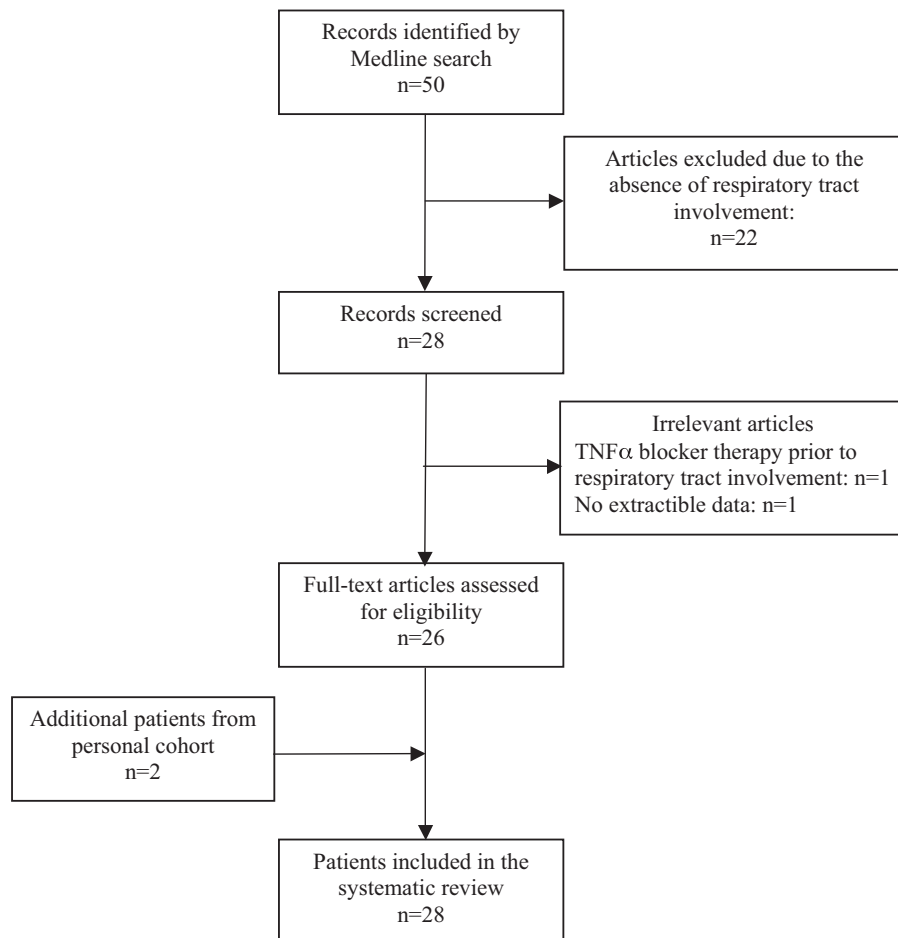 Records identified by
Medline search
n=50
Articles excluded due to the
absence of respiratory tract
involvement:
n=22
Records screened
n=28
Irrelevant articles
TNFα blocker therapy prior to
respiratory tract involvement: n=1
No extractible data: n=1
Full-text articles assessed
for eligibility
n=26
Additional patients from
personal cohort
n=2
Patients included in the
systematic review
n=28